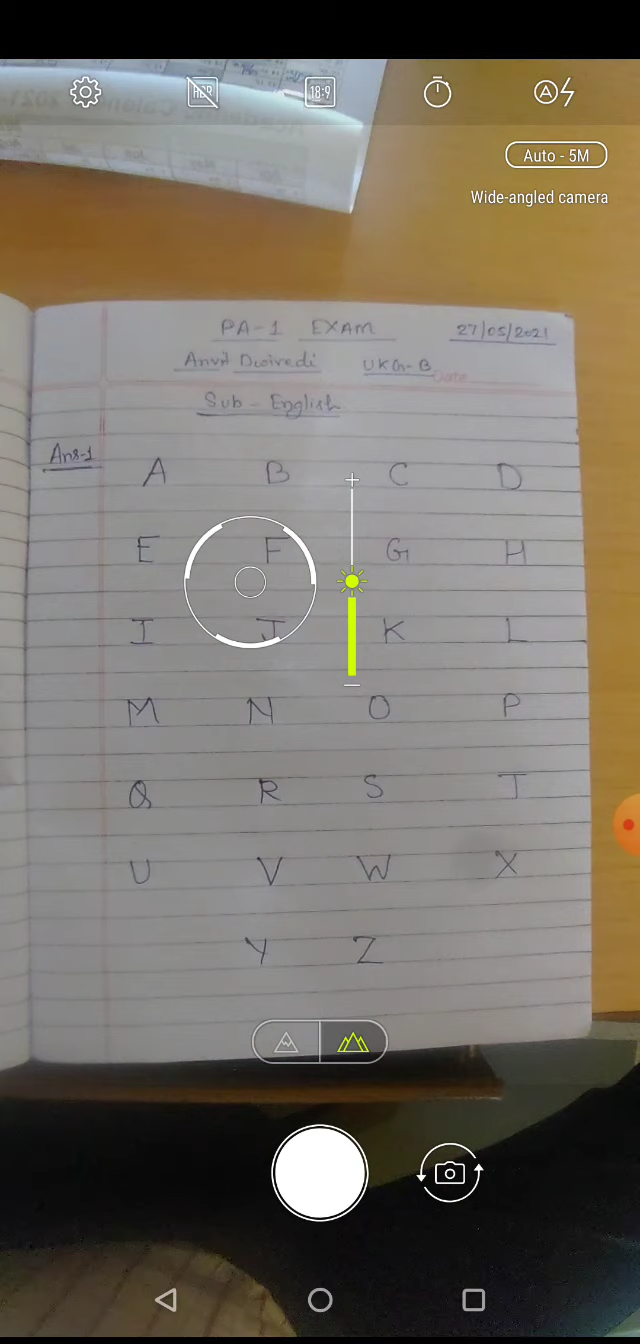 HDR
18:9
A
Auto - 5M
Wide-angled camera
PA-1 EXAM 27/05/2021
Anvit Dwivedi UKG-B
Date
Sub - English
Ans-1
A B C D
E F G H
I J K L
M N O P
Q R S T
U V W X
Y Z